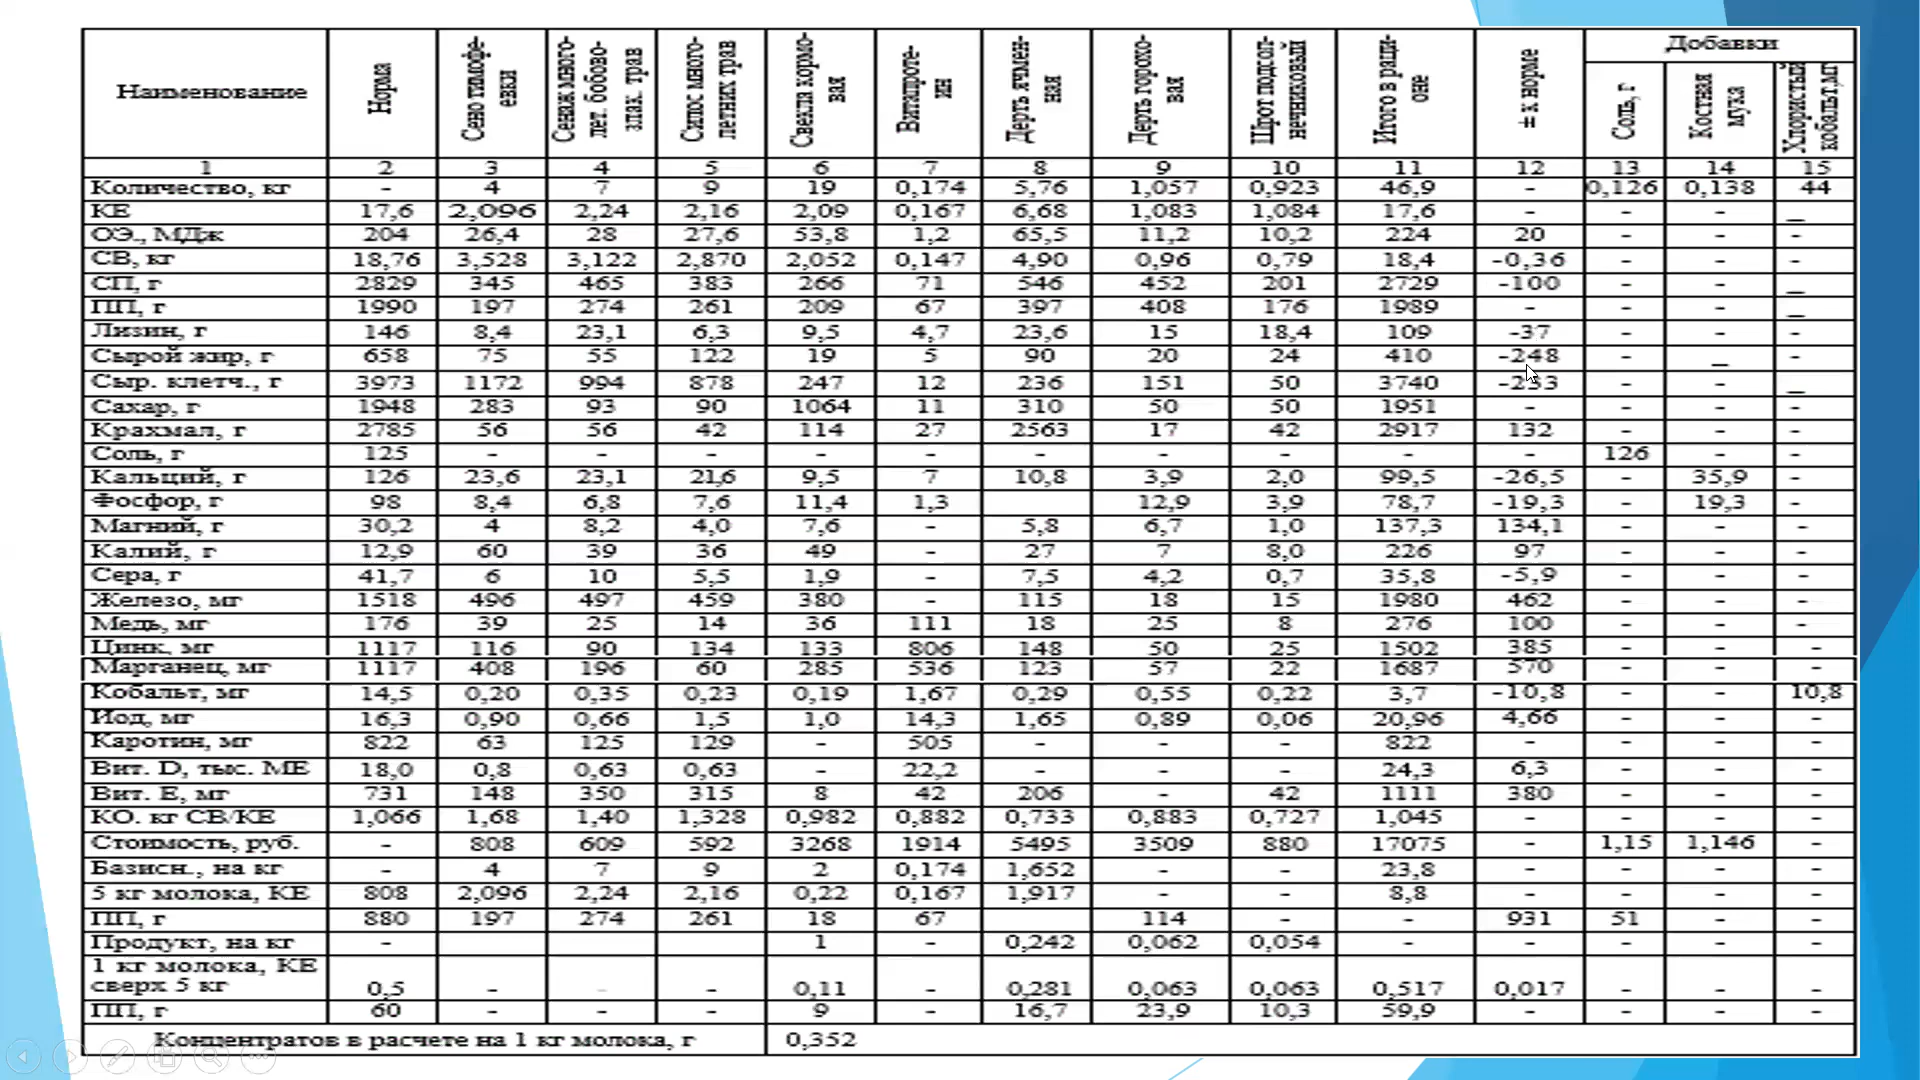 Наименование | Норма | Сено тимофе-евки | Сенаж много-лет. бобово-злак. трав | Силос много-летних трав | Свекла кормо-вая | Витапроте-ин | Дерть ячмен-ная | Дерть горохо-вая | Шрот подсол-нечниковый | Итого в раци-оне | ± к норме | Добавки
Соль, г | Костная мука | Хлористый кобальт, мг
1 | 2 | 3 | 4 | 5 | 6 | 7 | 8 | 9 | 10 | 11 | 12 | 13 | 14 | 15
Количество, кг | - | 4 | 7 | 9 | 19 | 0,174 | 5,76 | 1,057 | 0,923 | 46,9 | - | 0,126 | 0,138 | 44
КЕ | 17,6 | 2,096 | 2,24 | 2,16 | 2,09 | 0,167 | 6,68 | 1,083 | 1,084 | 17,6 | - | - | - | _
ОЭ., МДж | 204 | 26,4 | 28 | 27,6 | 53,8 | 1,2 | 65,5 | 11,2 | 10,2 | 224 | 20 | - | - | -
СВ, кг | 18,76 | 3,528 | 3,122 | 2,870 | 2,052 | 0,147 | 4,90 | 0,96 | 0,79 | 18,4 | -0,36 | - | - | -
СП, г | 2829 | 345 | 465 | 383 | 266 | 71 | 546 | 452 | 201 | 2729 | -100 | - | - | _
ПП, г | 1990 | 197 | 274 | 261 | 209 | 67 | 397 | 408 | 176 | 1989 | - | - | - | _
Лизин, г | 146 | 8,4 | 23,1 | 6,3 | 9,5 | 4,7 | 23,6 | 15 | 18,4 | 109 | -37 | - | - | -
Сырой жир, г | 658 | 75 | 55 | 122 | 19 | 5 | 90 | 20 | 24 | 410 | -248 | - | _ | -
Сыр. клетч., г | 3973 | 1172 | 994 | 878 | 247 | 12 | 236 | 151 | 50 | 3740 | -233 | - | - | _
Сахар, г | 1948 | 283 | 93 | 90 | 1064 | 11 | 310 | 50 | 50 | 1951 | - | - | - | -
Крахмал, г | 2785 | 56 | 56 | 42 | 114 | 27 | 2563 | 17 | 42 | 2917 | 132 | - | - | -
Соль, г | 125 | - | - | - | - | - | - | - | - | - | - | 126 | - | -
Кальций, г | 126 | 23,6 | 23,1 | 21,6 | 9,5 | 7 | 10,8 | 3,9 | 2,0 | 99,5 | -26,5 | - | 35,9 | -
Фосфор, г | 98 | 8,4 | 6,8 | 7,6 | 11,4 | 1,3 | | 12,9 | 3,9 | 78,7 | -19,3 | - | 19,3 | -
Магний, г | 30,2 | 4 | 8,2 | 4,0 | 7,6 | - | 5,8 | 6,7 | 1,0 | 137,3 | 134,1 | - | - | -
Калий, г | 12,9 | 60 | 39 | 36 | 49 | - | 27 | 7 | 8,0 | 226 | 97 | - | - | -
Сера, г | 41,7 | 6 | 10 | 5,5 | 1,9 | - | 7,5 | 4,2 | 0,7 | 35,8 | -5,9 | - | - | -
Железо, мг | 1518 | 496 | 497 | 459 | 380 | - | 115 | 18 | 15 | 1980 | 462 | - | - | -
Медь, мг | 176 | 39 | 25 | 14 | 36 | 111 | 18 | 25 | 8 | 276 | 100 | - | - | -
Цинк, мг | 1117 | 116 | 90 | 134 | 133 | 806 | 148 | 50 | 25 | 1502 | 385 | - | - | -
Марганец, мг | 1117 | 408 | 196 | 60 | 285 | 536 | 123 | 57 | 22 | 1687 | 570 | - | - | -
Кобальт, мг | 14,5 | 0,20 | 0,35 | 0,23 | 0,19 | 1,67 | 0,29 | 0,55 | 0,22 | 3,7 | -10,8 | - | - | 10,8
Йод, мг | 16,3 | 0,90 | 0,66 | 1,5 | 1,0 | 14,3 | 1,65 | 0,89 | 0,06 | 20,96 | 4,66 | - | - | -
Каротин, мг | 822 | 63 | 125 | 129 | - | 505 | - | - | - | 822 | - | - | - | -
Вит. D, тыс. МЕ | 18,0 | 0,8 | 0,63 | 0,63 | - | 22,2 | - | - | - | 24,3 | 6,3 | - | - | -
Вит. Е, мг | 731 | 148 | 350 | 315 | 8 | 42 | 206 | - | 42 | 1111 | 380 | - | - | -
КО. кг СВ/КЕ | 1,066 | 1,68 | 1,40 | 1,328 | 0,982 | 0,882 | 0,733 | 0,883 | 0,727 | 1,045 | - | - | - | -
Стоимость, руб. | - | 808 | 609 | 592 | 3268 | 1914 | 5495 | 3509 | 880 | 17075 | - | 1,15 | 1,146 | -
Базисн., на кг | - | 4 | 7 | 9 | 2 | 0,174 | 1,652 | - | - | 23,8 | - | - | - | -
5 кг молока, КЕ | 808 | 2,096 | 2,24 | 2,16 | 0,22 | 0,167 | 1,917 | - | - | 8,8 | - | - | - | -
ПП, г | 880 | 197 | 274 | 261 | 18 | 67 | | 114 | - | - | 931 | 51 | - | -
Продукт, на кг | - | | | | 1 | - | 0,242 | 0,062 | 0,054 | - | - | - | - | -
1 кг молока, КЕ
сверх 5 кг | 0,5 | - | - | - | 0,11 | - | 0,281 | 0,063 | 0,063 | 0,517 | 0,017 | - | - | -
ПП, г | 60 | - | - | - | 9 | - | 16,7 | 23,9 | 10,3 | 59,9 | - | - | - | -
Концентратов в расчете на 1 кг молока, г | 0,352